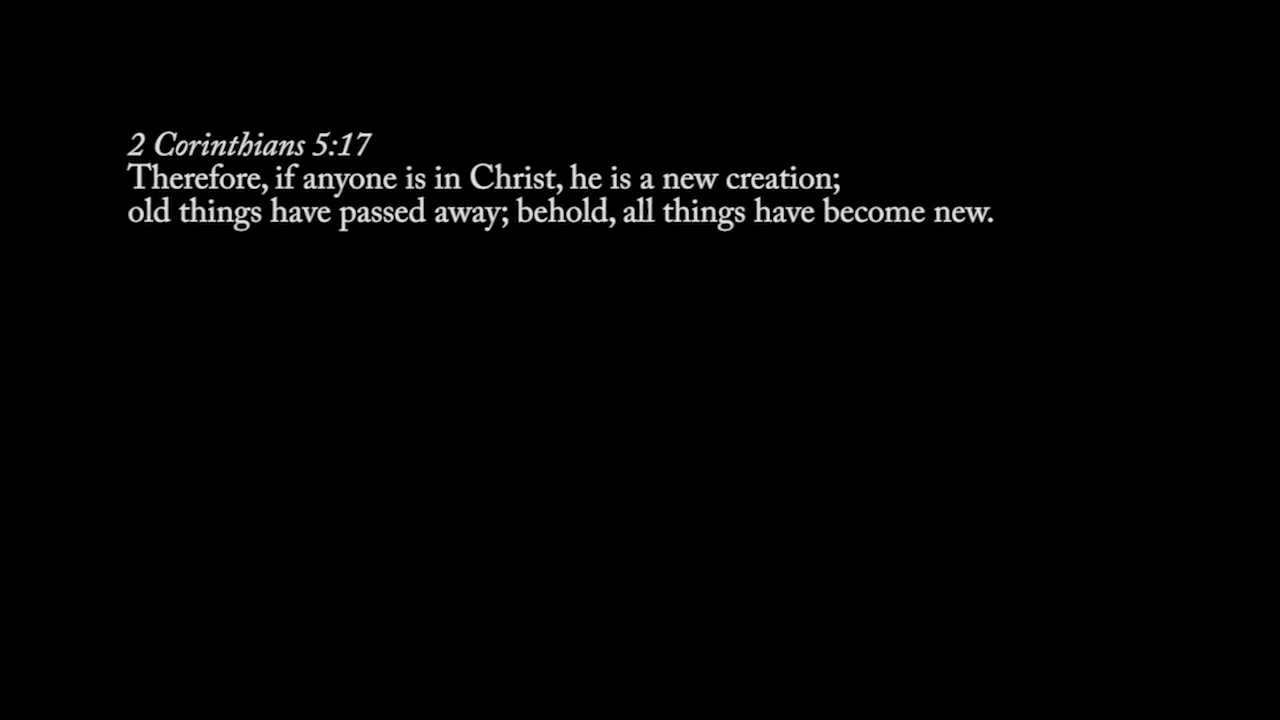 2 Corinthians 5:17
Therefore, if anyone is in Christ, he is a new creation;
old things have passed away; behold, all things have become new.